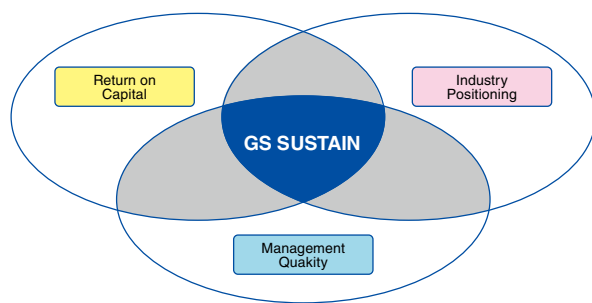 Return on
Capital
Industry
Positioning
GS SUSTAIN
Management
Quakity